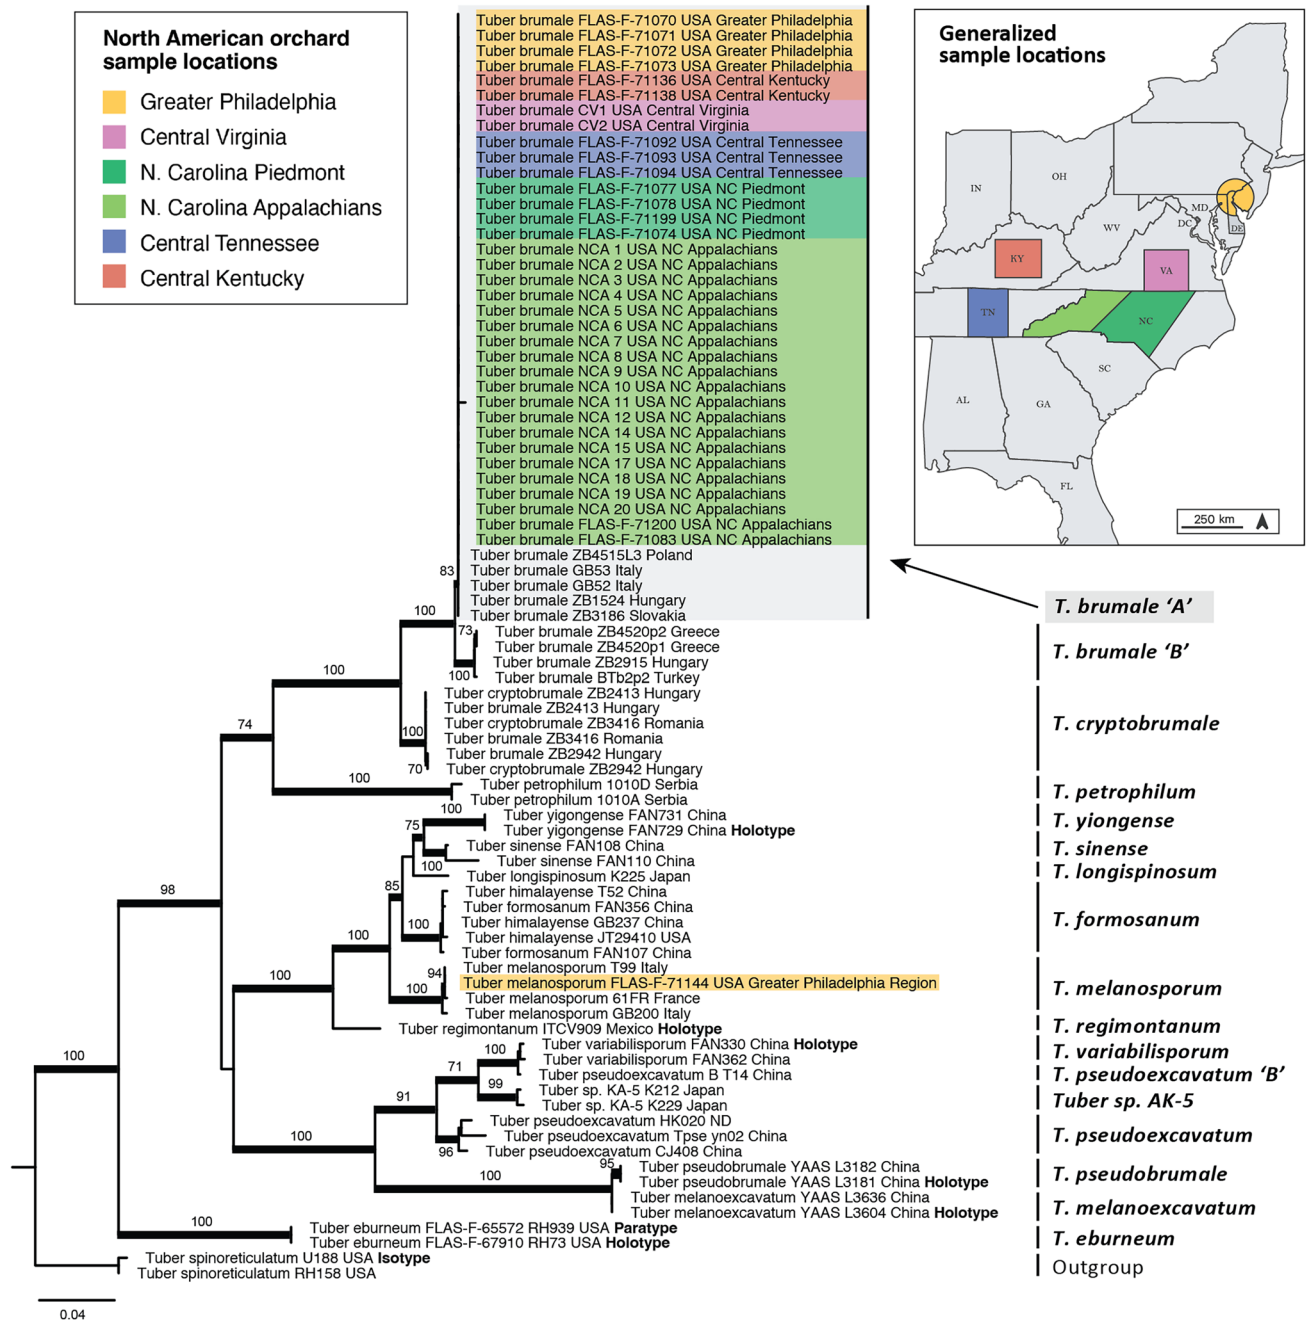 North American orchard
sample locations
Greater Philadelphia
Central Virginia
N. Carolina Piedmont
N. Carolina Appalachians
Central Tennessee
Central Kentucky
Tuber brumale FLAS-F-71070 USA Greater Philadelphia
Tuber brumale FLAS-F-71071 USA Greater Philadelphia
Tuber brumale FLAS-F-71072 USA Greater Philadelphia
Tuber brumale FLAS-F-71073 USA Greater Philadelphia
Tuber brumale FLAS-F-71136 USA Central Kentucky
Tuber brumale FLAS-F-71138 USA Central Kentucky
Tuber brumale CV1 USA Central Virginia
Tuber brumale CV2 USA Central Virginia
Tuber brumale FLAS-F-71092 USA Central Tennessee
Tuber brumale FLAS-F-71093 USA Central Tennessee
Tuber brumale FLAS-F-71094 USA Central Tennessee
Tuber brumale FLAS-F-71077 USA NC Piedmont
Tuber brumale FLAS-F-71078 USA NC Piedmont
Tuber brumale FLAS-F-71199 USA NC Piedmont
Tuber brumale FLAS-F-71074 USA NC Piedmont
Tuber brumale NCA 1 USA NC Appalachians
Tuber brumale NCA 2 USA NC Appalachians
Tuber brumale NCA 3 USA NC Appalachians
Tuber brumale NCA 4 USA NC Appalachians
Tuber brumale NCA 5 USA NC Appalachians
Tuber brumale NCA 6 USA NC Appalachians
Tuber brumale NCA 7 USA NC Appalachians
Tuber brumale NCA 8 USA NC Appalachians
Tuber brumale NCA 9 USA NC Appalachians
Tuber brumale NCA 10 USA NC Appalachians
Tuber brumale NCA 11 USA NC Appalachians
Tuber brumale NCA 12 USA NC Appalachians
Tuber brumale NCA 14 USA NC Appalachians
Tuber brumale NCA 15 USA NC Appalachians
Tuber brumale NCA 17 USA NC Appalachians
Tuber brumale NCA 18 USA NC Appalachians
Tuber brumale NCA 19 USA NC Appalachians
Tuber brumale NCA 20 USA NC Appalachians
Tuber brumale FLAS-F-71200 USA NC Appalachians
Tuber brumale FLAS-F-71083 USA NC Appalachians
Tuber brumale ZB4515L3 Poland
Tuber brumale GB53 Italy
Tuber brumale GB52 Italy
Tuber brumale ZB1524 Hungary
Tuber brumale ZB3186 Slovakia
Tuber brumale ZB4520p2 Greece
Tuber brumale ZB4520p1 Greece
Tuber brumale ZB2915 Hungary
Tuber brumale BTb2p2 Turkey
Tuber cryptobrumale ZB2413 Hungary
Tuber brumale ZB2413 Hungary
Tuber cryptobrumale ZB3416 Romania
Tuber brumale ZB3416 Romania
Tuber brumale ZB2942 Hungary
Tuber cryptobrumale ZB2942 Hungary
Tuber petrophilum 1010D Serbia
Tuber petrophilum 1010A Serbia
Tuber yigongense FAN731 China
Tuber yigongense FAN729 China Holotype
Tuber sinense FAN108 China
Tuber sinense FAN110 China
Tuber longispinosum K225 Japan
Tuber himalayense T52 China
Tuber formosanum FAN356 China
Tuber himalayense GB237 China
Tuber himalayense JT29410 USA
Tuber formosanum FAN107 China
Tuber melanosporum T99 Italy
Tuber melanosporum FLAS-F-71144 USA Greater Philadelphia Region
Tuber melanosporum 61FR France
Tuber melanosporum GB200 Italy
Tuber regimontanum ITCV909 Mexico Holotype
Tuber variabilisporum FAN330 China Holotype
Tuber variabilisporum FAN362 China
Tuber pseudoexcavatum B T14 China
Tuber sp. KA-5 K212 Japan
Tuber sp. KA-5 K229 Japan
Tuber pseudoexcavatum HK020 ND
Tuber pseudoexcavatum Tpse yn02 China
Tuber pseudoexcavatum CJ408 China
Tuber pseudobrumale YAAS L3182 China
Tuber pseudobrumale YAAS L3181 China Holotype
Tuber melanoexcavatum YAAS L3636 China
Tuber melanoexcavatum YAAS L3604 China Holotype
Tuber eburneum FLAS-F-65572 RH939 USA Paratype
Tuber eburneum FLAS-F-67910 RH73 USA Holotype
Tuber spinoreticulatum U188 USA Isotype
Tuber spinoreticulatum RH158 USA
83
100
73
100
100
74
100
70
100
100
75
100
85
100
100
94
100
100
98
100
100
71
99
91
96
100
95
100
100
100
0.04
Generalized
sample locations
IN
OH
WV
MD
DC
DE
KY
VA
TN
NC
SC
AL
GA
FL
250 km
T. brumale ‘A’
T. brumale ‘B’
T. cryptobrumale
T. petrophilum
T. yiongense
T. sinense
T. longispinosum
T. formosanum
T. melanosporum
T. regimontanum
T. variabilisporum
T. pseudoexcavatum ‘B’
Tuber sp. AK-5
T. pseudoexcavatum
T. pseudobrumale
T. melanoexcavatum
T. eburneum
Outgroup